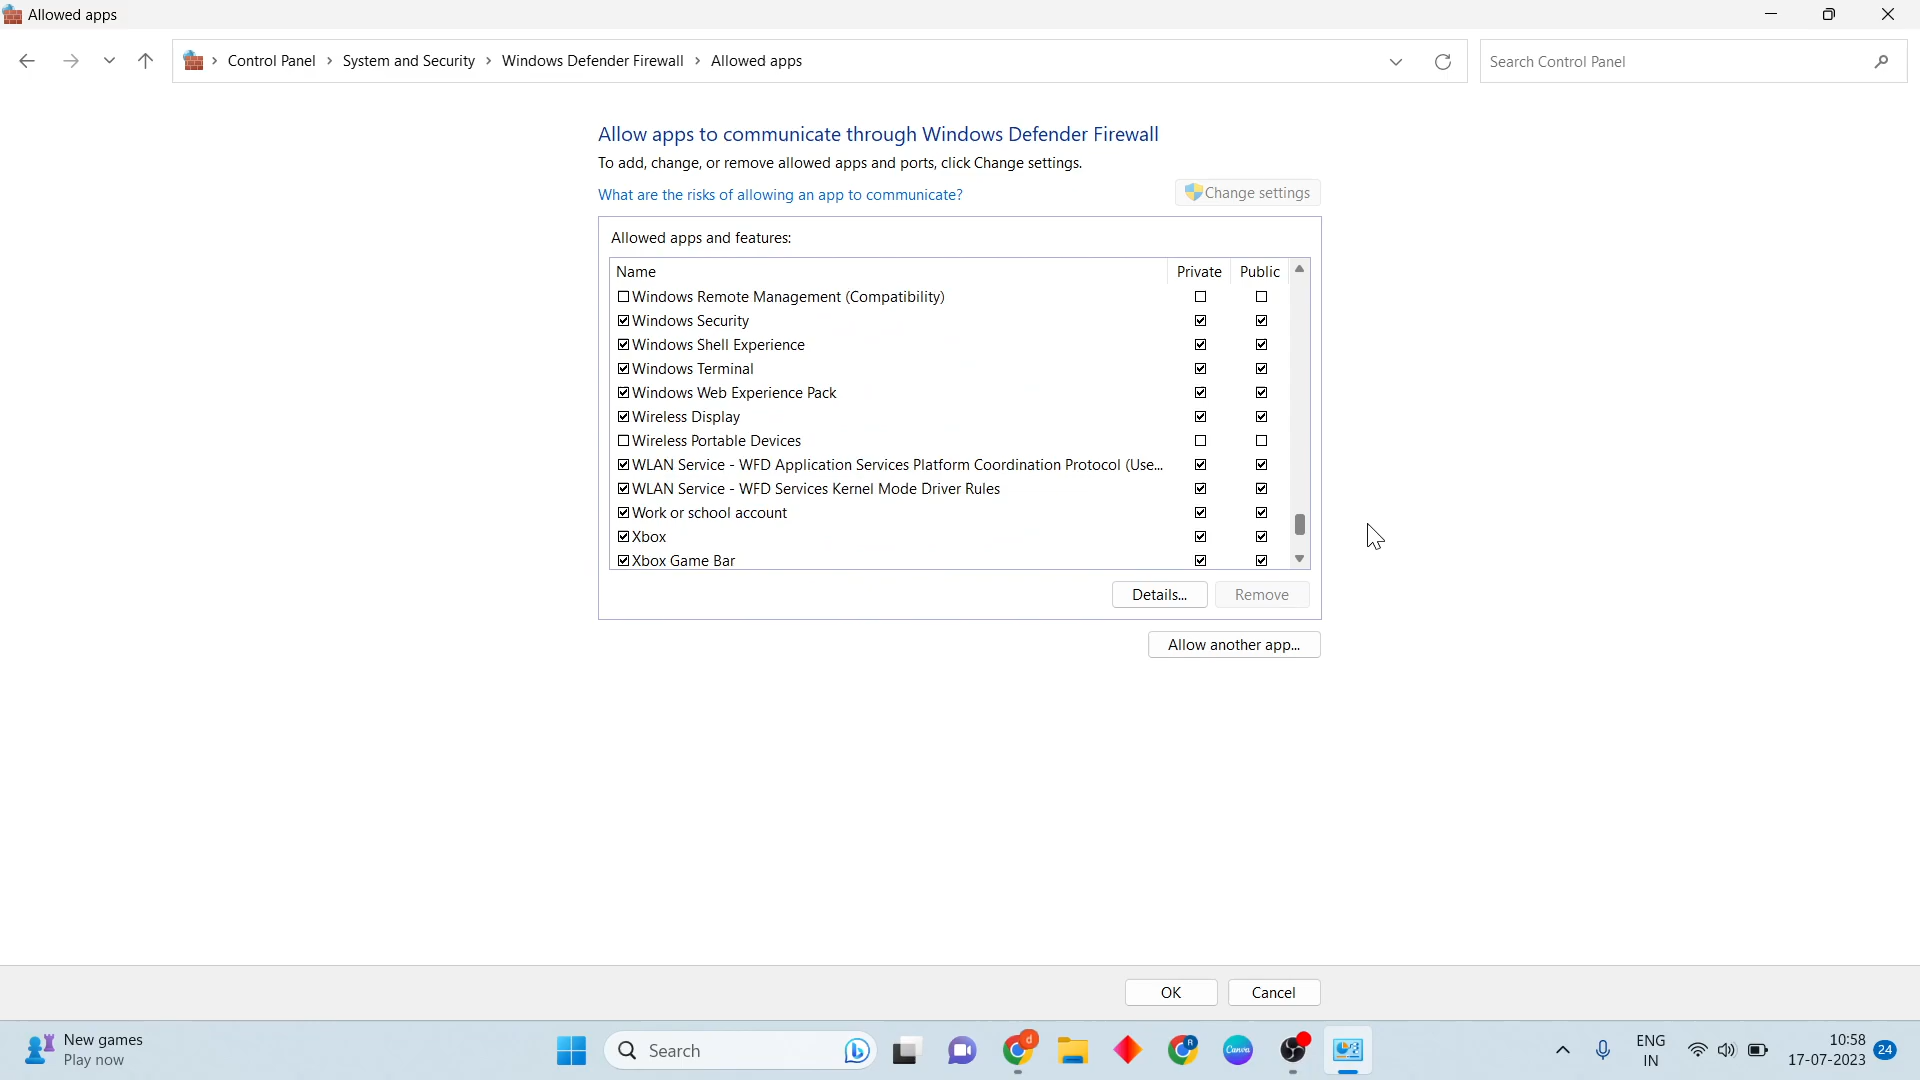 Allowed apps
Control Panel › System and Security › Windows Defender Firewall › Allowed apps
Search Control Panel
Allow apps to communicate through Windows Defender Firewall
To add, change, or remove allowed apps and ports, click Change settings.
What are the risks of allowing an app to communicate?
Change settings
Allowed apps and features:
Name Private Public
Windows Remote Management (Compatibility)
Windows Security
Windows Shell Experience
Windows Terminal
Windows Web Experience Pack
Wireless Display
Wireless Portable Devices
WLAN Service - WFD Application Services Platform Coordination Protocol (Use...
WLAN Service - WFD Services Kernel Mode Driver Rules
Work or school account
Xbox
Xbox Game Bar
Details... Remove
Allow another app...
OK Cancel
New games
Play now
Search
d
R
Canva
ENG
IN
10:58
17-07-2023
24